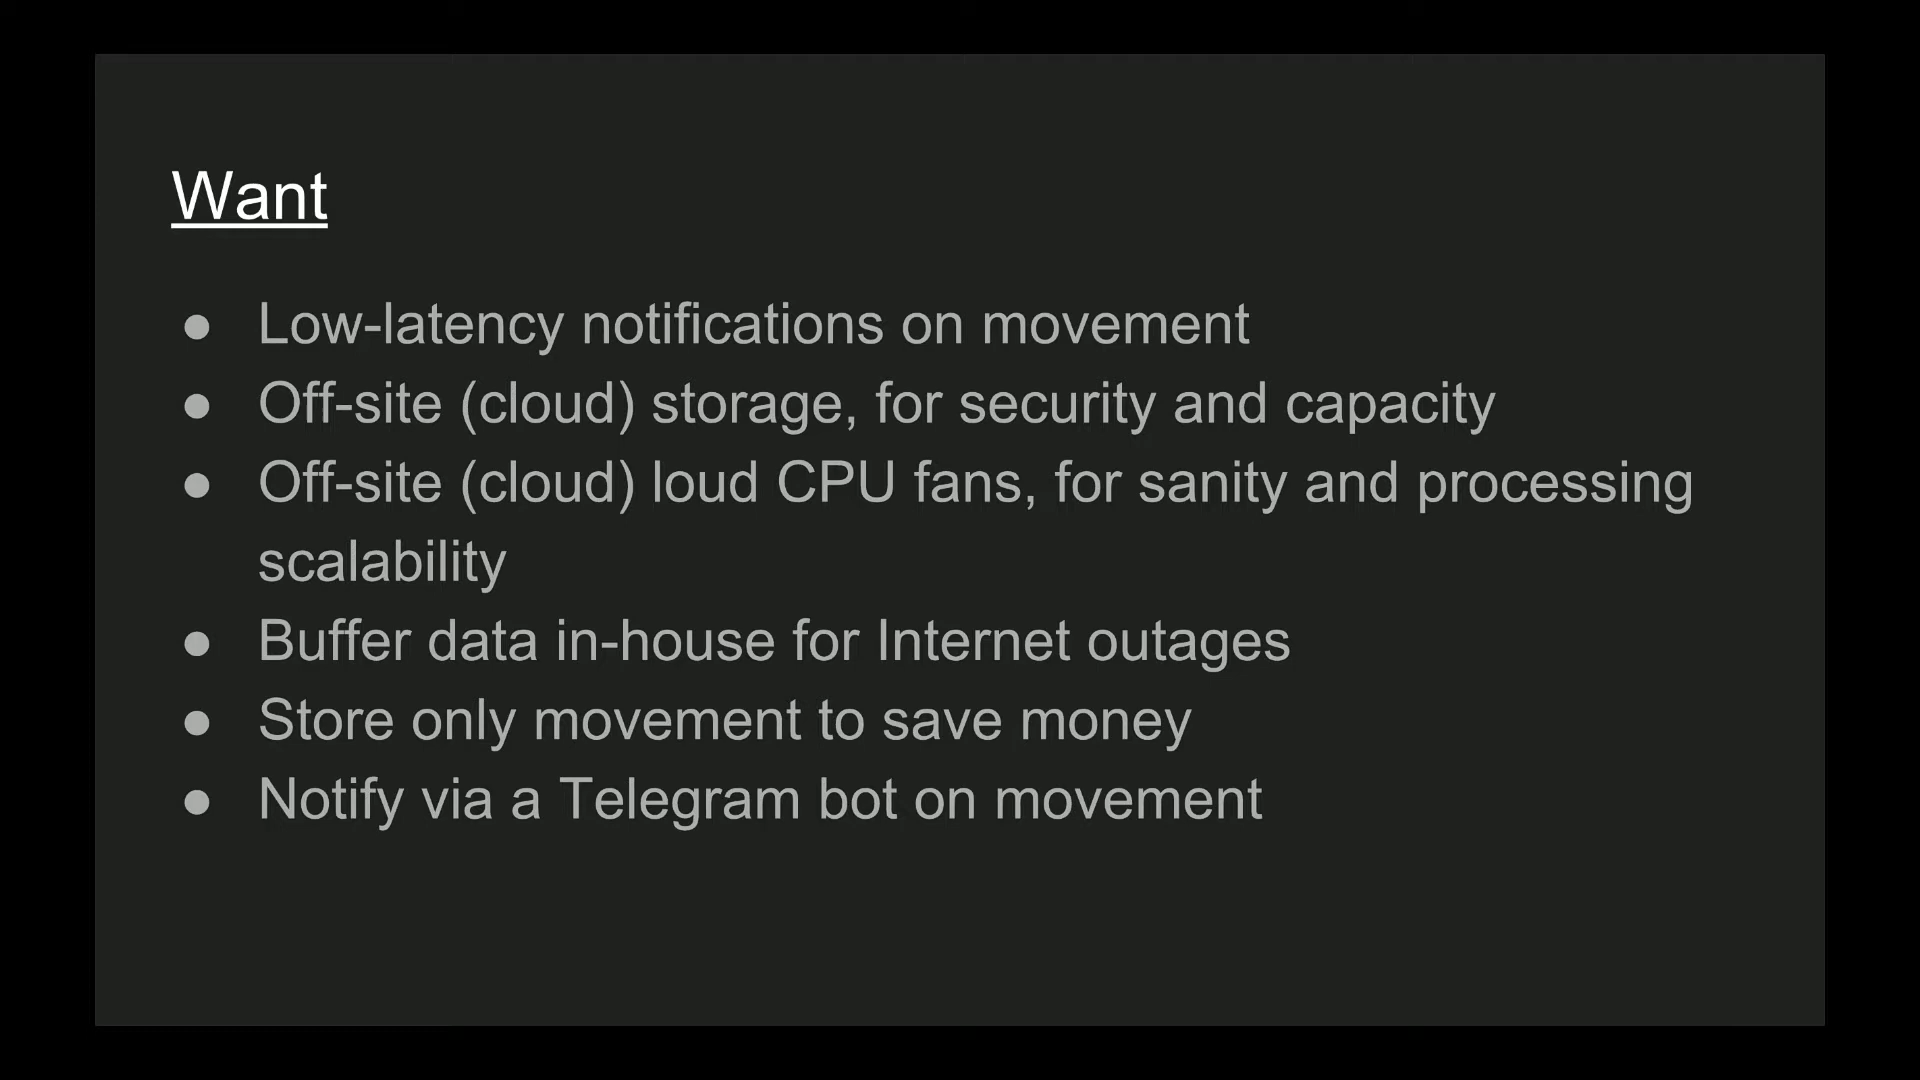 Want
● Low-latency notifications on movement
● Off-site (cloud) storage, for security and capacity
● Off-site (cloud) loud CPU fans, for sanity and processing
scalability
● Buffer data in-house for Internet outages
● Store only movement to save money
● Notify via a Telegram bot on movement